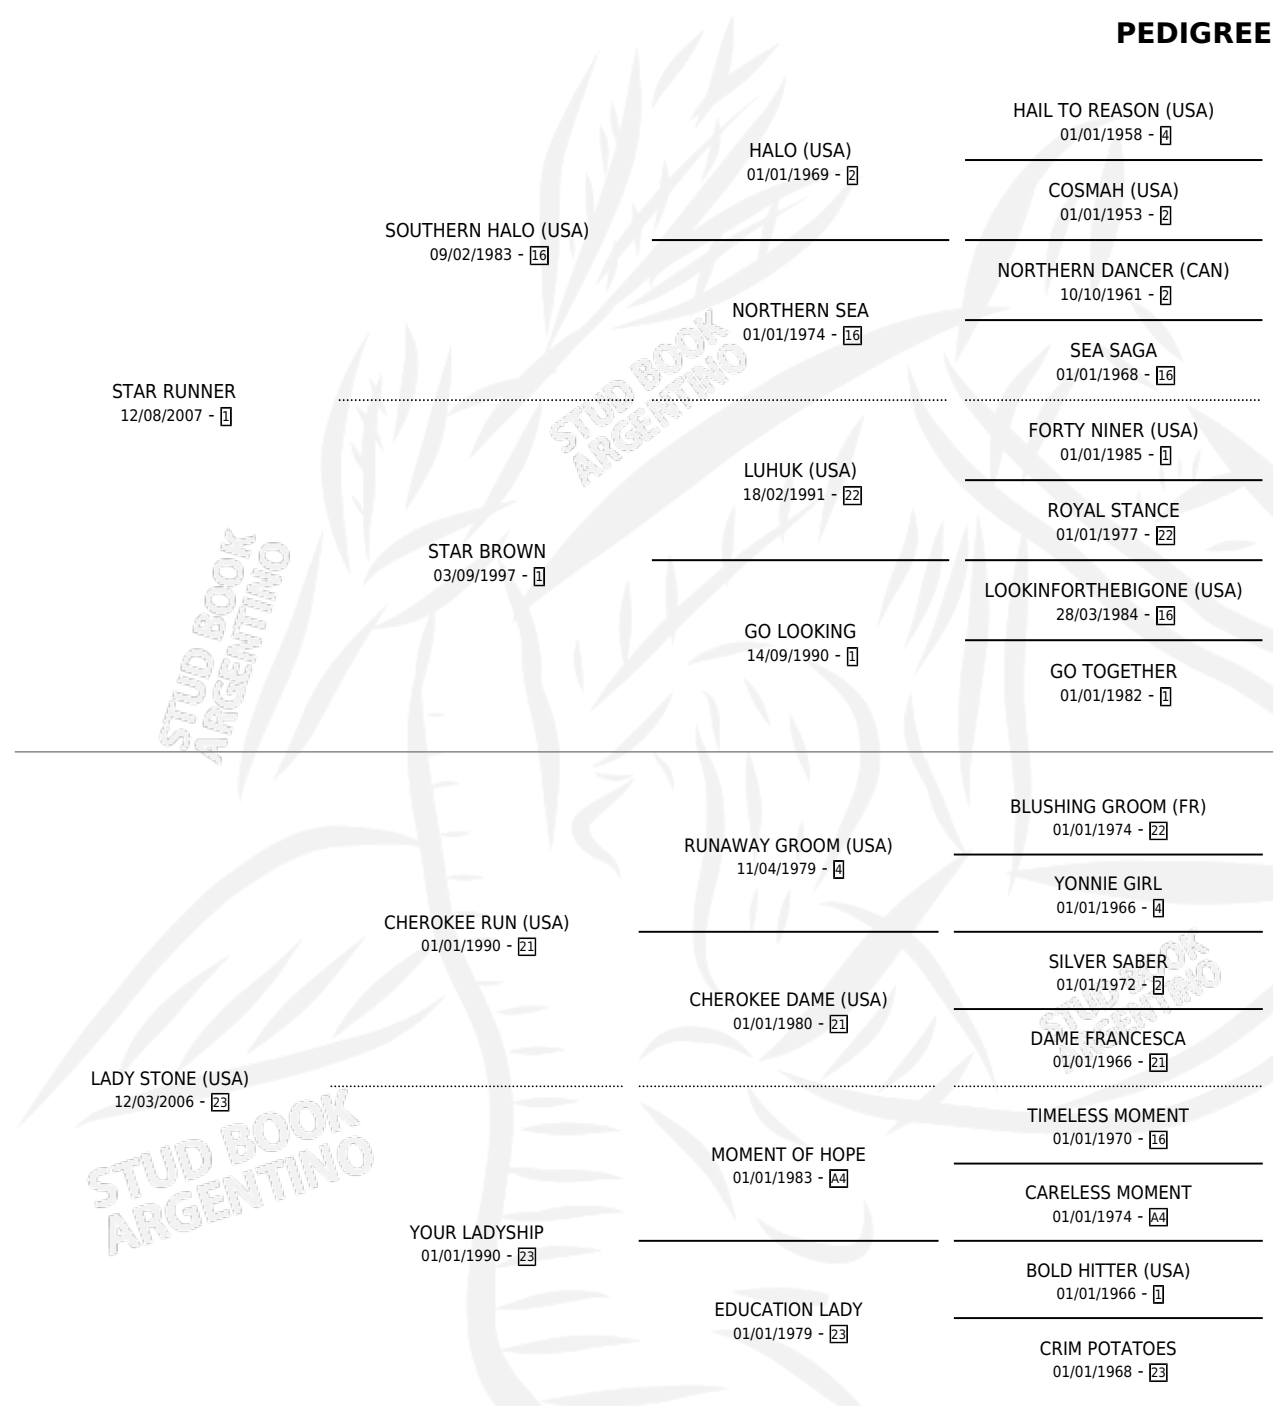 PEDIGREE
HAIL TO REASON (USA)
01/01/1958 - 4
HALO (USA)
01/01/1969 - 2
COSMAH (USA)
01/01/1953 - 2
SOUTHERN HALO (USA)
09/02/1983 - 16
NORTHERN DANCER (CAN)
10/10/1961 - 2
NORTHERN SEA
01/01/1974 - 16
SEA SAGA
01/01/1968 - 16
STAR RUNNER
12/08/2007 - 1
FORTY NINER (USA)
01/01/1985 - 1
LUHUK (USA)
18/02/1991 - 22
ROYAL STANCE
01/01/1977 - 22
STAR BROWN
03/09/1997 - 1
LOOKINFORTHEBIGONE (USA)
28/03/1984 - 16
GO LOOKING
14/09/1990 - 1
GO TOGETHER
01/01/1982 - 1
BLUSHING GROOM (FR)
01/01/1974 - 22
RUNAWAY GROOM (USA)
11/04/1979 - 4
YONNIE GIRL
01/01/1966 - 4
CHEROKEE RUN (USA)
01/01/1990 - 21
SILVER SABER
01/01/1972 - 2
CHEROKEE DAME (USA)
01/01/1980 - 21
DAME FRANCESCA
01/01/1966 - 21
LADY STONE (USA)
12/03/2006 - 23
TIMELESS MOMENT
01/01/1970 - 16
MOMENT OF HOPE
01/01/1983 - A4
CARELESS MOMENT
01/01/1974 - A4
YOUR LADYSHIP
01/01/1990 - 23
BOLD HITTER (USA)
01/01/1966 - 1
EDUCATION LADY
01/01/1979 - 23
CRIM POTATOES
01/01/1968 - 23
STUD BOOK
ARGENTINO
STUD BOOK
ARGENTINO
STUD BOOK
ARGENTINO
STUD BOOK
ARGENTINO